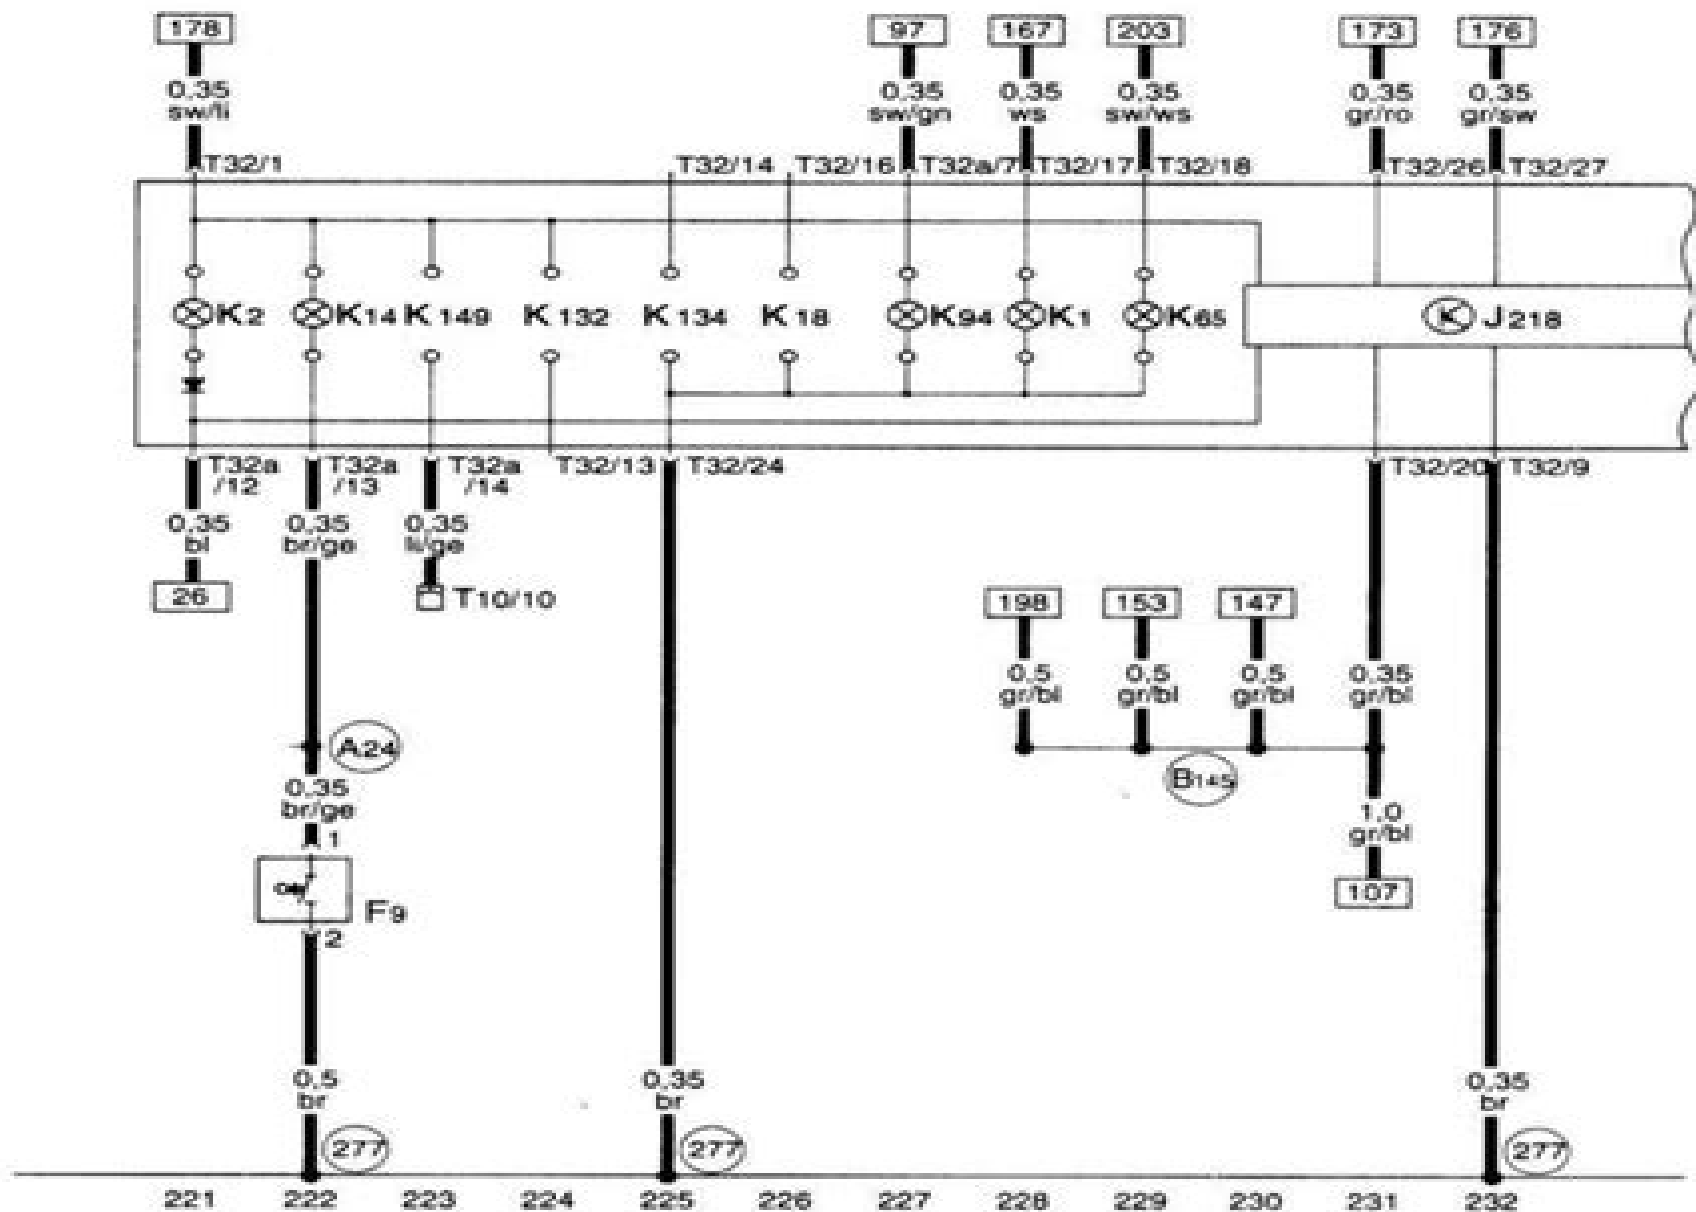 178 97 167 203 173 176
0,35 0,35 0,35 0,35 0,35 0,35
sw/li sw/gn ws sw/ws gr/ro gr/sw
T32/1 T32/14 T32/16 T32a/7 T32/17 T32/18 T32/26 T32/27
K2 K14 K149 K132 K134 K18 K94 K1 K65 K J218
T32a T32a T32a T32/13 T32/24 T32/20 T32/9
/12 /13 /14
0,35 0,35 0,35
bl br/ge li/ge
26 T10/10 198 153 147
0,5 0,5 0,5 0,35
gr/bl gr/bl gr/bl gr/bl
A24
B145
0,35 1,0
br/ge gr/bl
1
107
F9
2
0,5 0,35 0,35
br br br
277 277 277
221 222 223 224 225 226 227 228 229 230 231 232